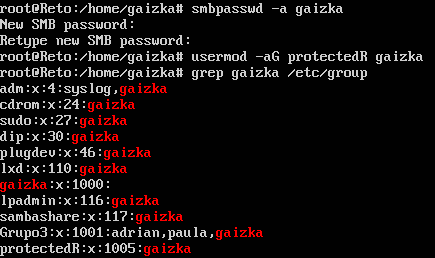 root@Reto:/home/gaizka# smbpasswd -a gaizka
New SMB password:
Retype new SMB password:
root@Reto:/home/gaizka# usermod -aG protectedR gaizka
root@Reto:/home/gaizka# grep gaizka /etc/group
adm:x:4:syslog,gaizka
cdrom:x:24:gaizka
sudo:x:27:gaizka
dip:x:30:gaizka
plugdev:x:46:gaizka
lxd:x:110:gaizka
gaizka:x:1000:
lpadmin:x:116:gaizka
sambashare:x:117:gaizka
Grupo3:x:1001:adrian,paula,gaizka
protectedR:x:1005:gaizka